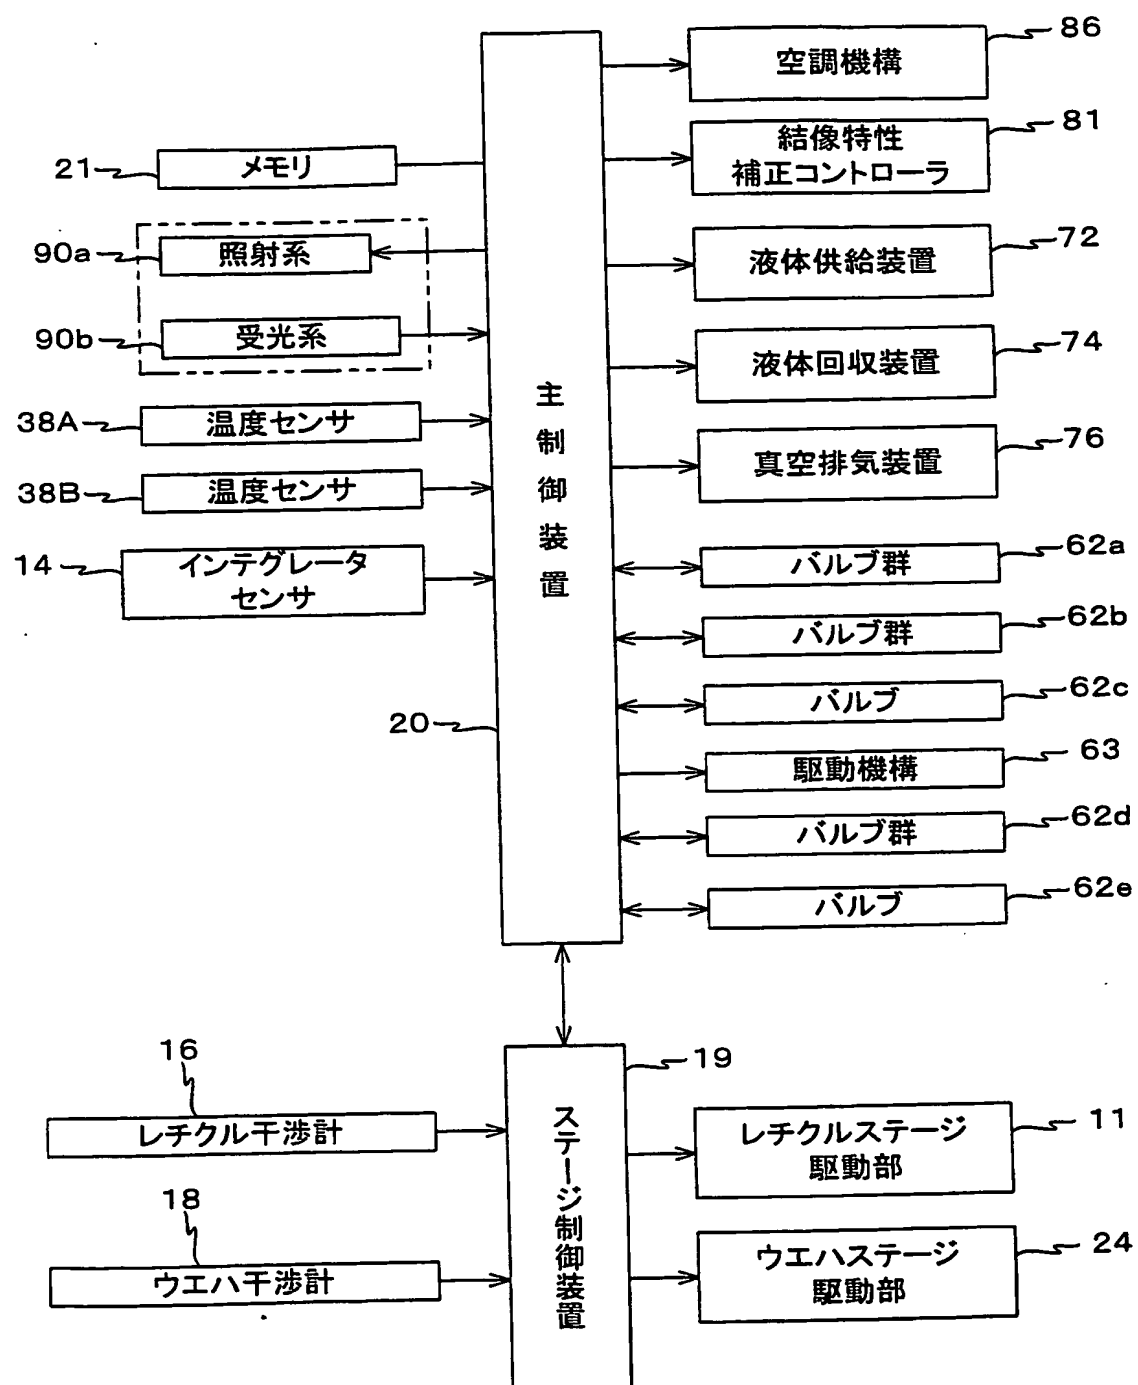 86
空調機構
結像特性
補正コントローラ
81
21
メモリ
90a
照射系
液体供給装置
72
90b
受光系
液体回収装置
74
38A
温度センサ
主制御装置
真空排気装置
76
38B
温度センサ
14
インテグレータ
センサ
バルブ群
62a
バルブ群
62b
バルブ
62c
20
駆動機構
63
バルブ群
62d
バルブ
62e
16
レチクル干渉計
19
ステージ制御装置
レチクルステージ
駆動部
11
18
ウエハ干渉計
ウエハステージ
駆動部
24